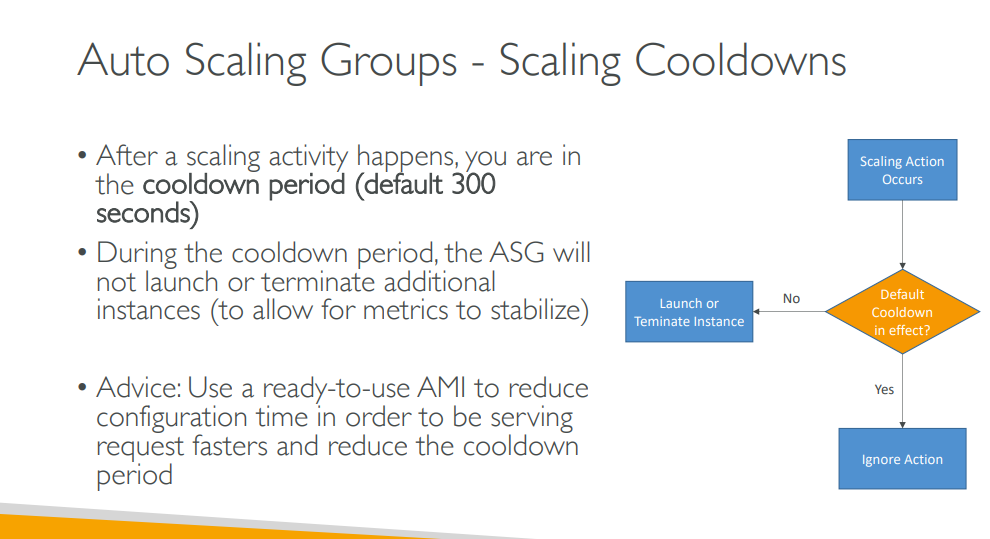 Auto Scaling Groups - Scaling Cooldowns
• After a scaling activity happens, you are in
the cooldown period (default 300
seconds)
• During the cooldown period, the ASG will
not launch or terminate additional
instances (to allow for metrics to stabilize)
• Advice: Use a ready-to-use AMI to reduce
configuration time in order to be serving
request fasters and reduce the cooldown
period
Scaling Action
Occurs
Default
Cooldown
in effect?
No
Launch or
Teminate Instance
Yes
Ignore Action